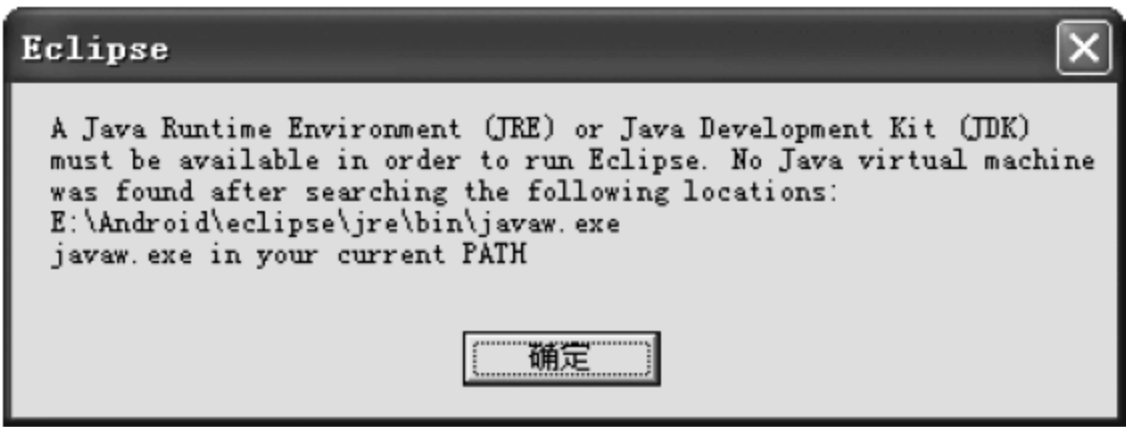 Eclipse
A Java Runtime Environment (JRE) or Java Development Kit (JDK)
must be available in order to run Eclipse. No Java virtual machine
was found after searching the following locations:
E:\Android\eclipse\jre\bin\javaw.exe
javaw.exe in your current PATH
确定